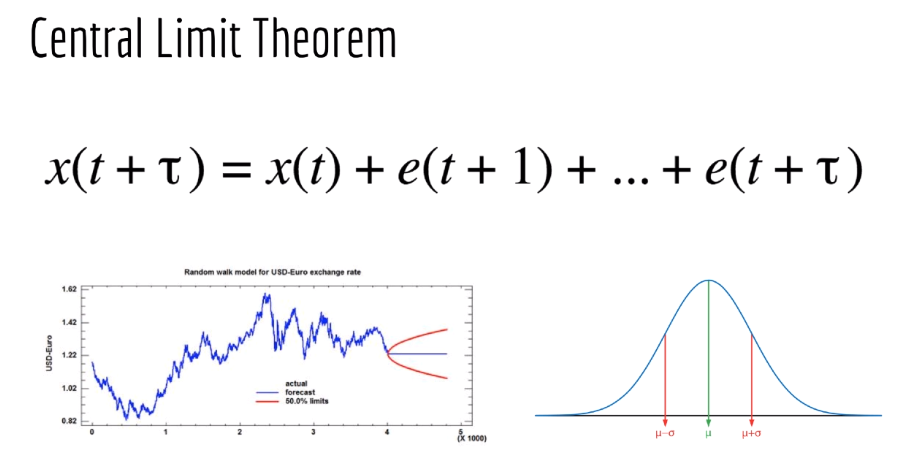 Central Limit Theorem
x(t + τ) = x(t) + e(t + 1) + ... + e(t + τ)
Random walk model for USD-Euro exchange rate
USD-Euro
1.62
1.42
1.22
1.02
0.82
actual
forecast
50.0% limits
0 1 2 3 4 5
(X 1000)
μ−σ μ μ+σ